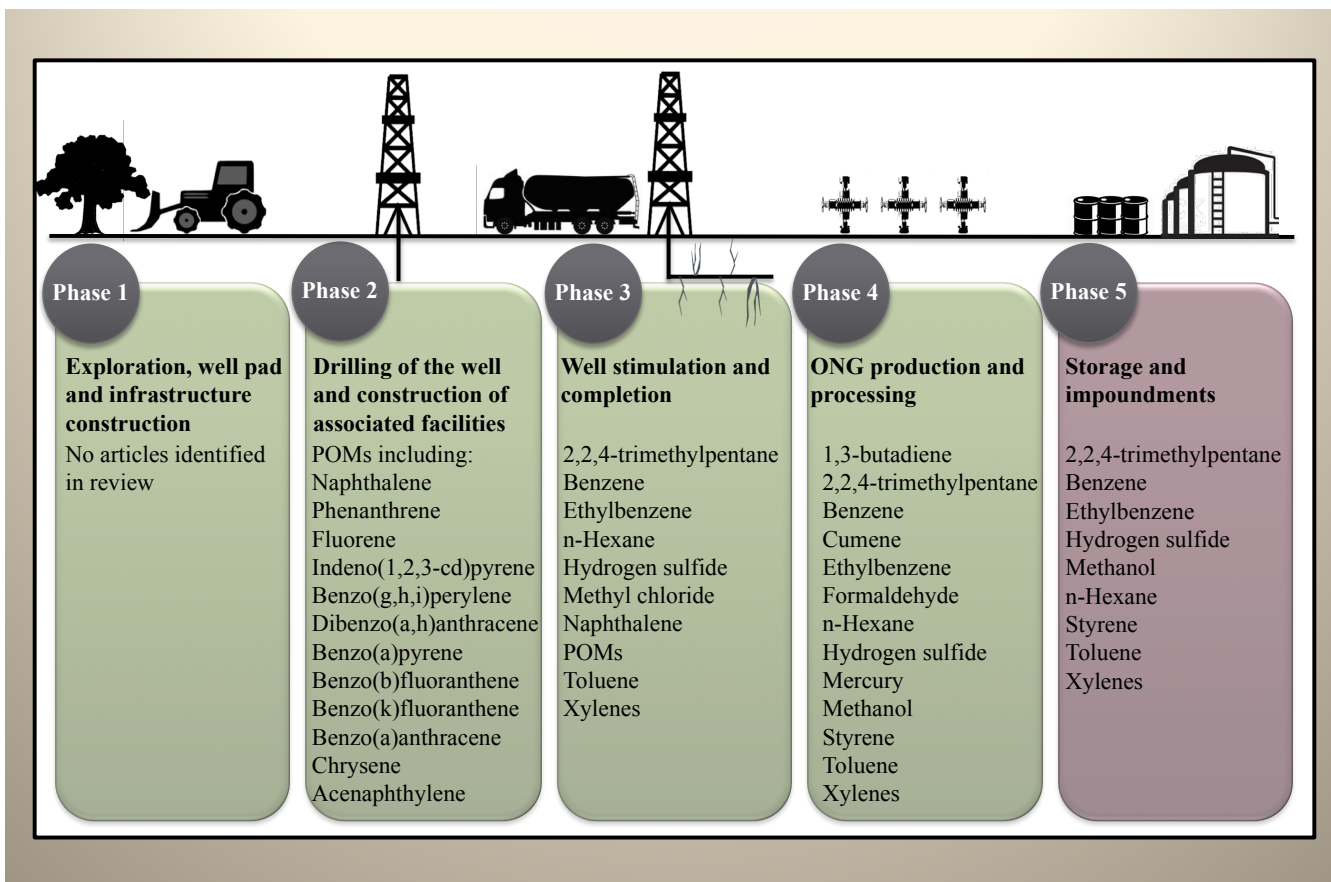 Phase 1
Exploration, well pad
and infrastructure
construction
No articles identified
in review
Phase 2
Drilling of the well
and construction of
associated facilities
POMs including:
Naphthalene
Phenanthrene
Fluorene
Indeno(1,2,3-cd)pyrene
Benzo(g,h,i)perylene
Dibenzo(a,h)anthracene
Benzo(a)pyrene
Benzo(b)fluoranthene
Benzo(k)fluoranthene
Benzo(a)anthracene
Chrysene
Acenaphthylene
Phase 3
Well stimulation and
completion
2,2,4-trimethylpentane
Benzene
Ethylbenzene
n-Hexane
Hydrogen sulfide
Methyl chloride
Naphthalene
POMs
Toluene
Xylenes
Phase 4
ONG production and
processing
1,3-butadiene
2,2,4-trimethylpentane
Benzene
Cumene
Ethylbenzene
Formaldehyde
n-Hexane
Hydrogen sulfide
Mercury
Methanol
Styrene
Toluene
Xylenes
Phase 5
Storage and
impoundments
2,2,4-trimethylpentane
Benzene
Ethylbenzene
Hydrogen sulfide
Methanol
n-Hexane
Styrene
Toluene
Xylenes